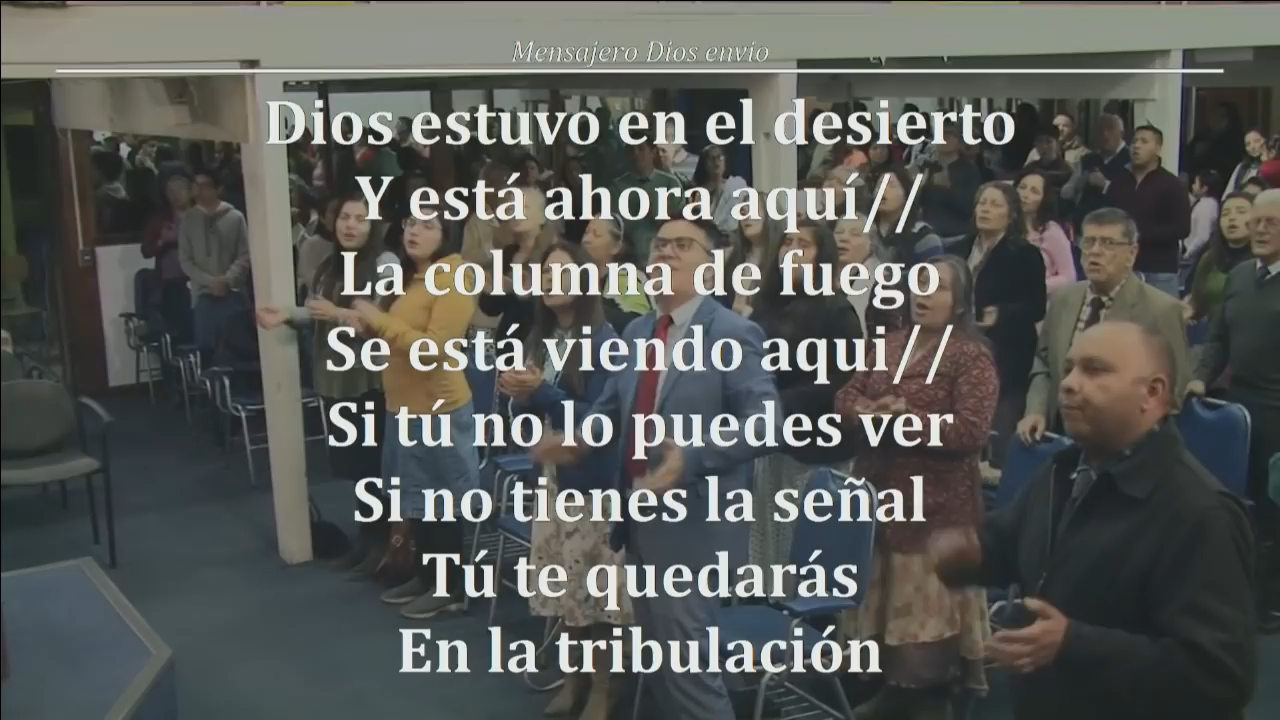 Mensajero Dios envio
Dios estuvo en el desierto
Y está ahora aquí//
La columna de fuego
Se está viendo aqui//
Si tú no lo puedes ver
Si no tienes la señal
Tú te quedarás
En la tribulación